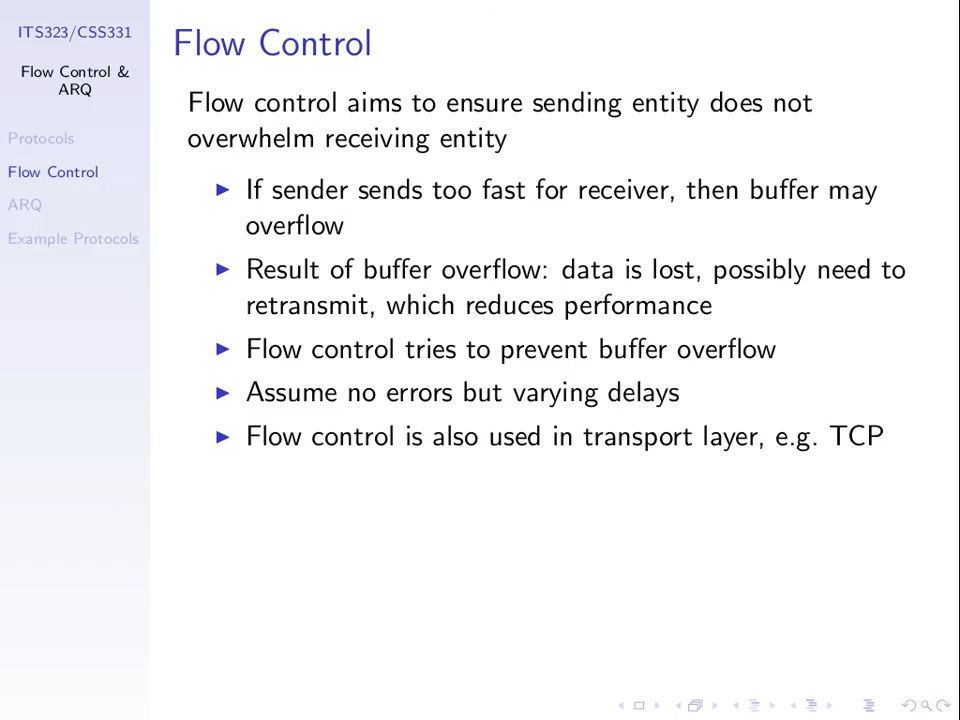 ITS323/CSS331
Flow Control &
ARQ
Protocols
Flow Control
ARQ
Example Protocols
Flow Control
Flow control aims to ensure sending entity does not
overwhelm receiving entity
If sender sends too fast for receiver, then buffer may
overflow
Result of buffer overflow: data is lost, possibly need to
retransmit, which reduces performance
Flow control tries to prevent buffer overflow
Assume no errors but varying delays
Flow control is also used in transport layer, e.g. TCP